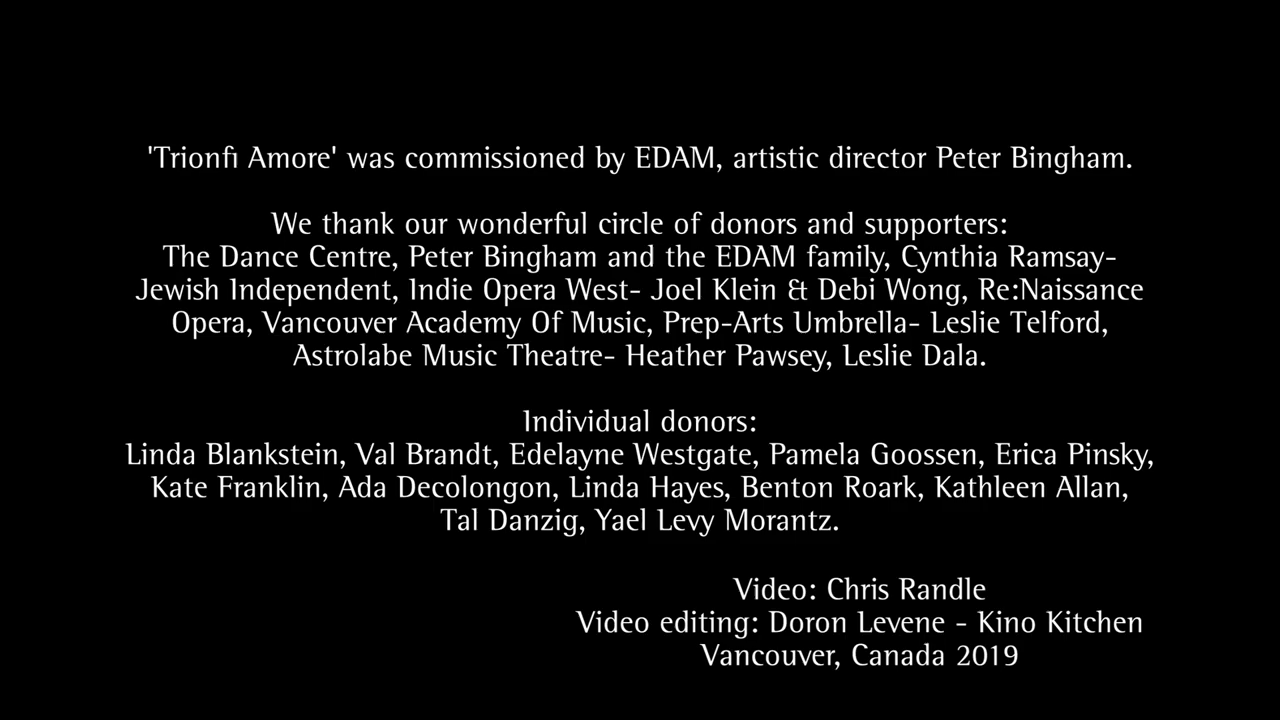 'Trionfi Amore' was commissioned by EDAM, artistic director Peter Bingham.
We thank our wonderful circle of donors and supporters:
The Dance Centre, Peter Bingham and the EDAM family, Cynthia Ramsay-
Jewish Independent, Indie Opera West- Joel Klein & Debi Wong, Re:Naissance
Opera, Vancouver Academy Of Music, Prep-Arts Umbrella- Leslie Telford,
Astrolabe Music Theatre- Heather Pawsey, Leslie Dala.
Individual donors:
Linda Blankstein, Val Brandt, Edelayne Westgate, Pamela Goossen, Erica Pinsky,
Kate Franklin, Ada Decolongon, Linda Hayes, Benton Roark, Kathleen Allan,
Tal Danzig, Yael Levy Morantz.
Video: Chris Randle
Video editing: Doron Levene - Kino Kitchen
Vancouver, Canada 2019